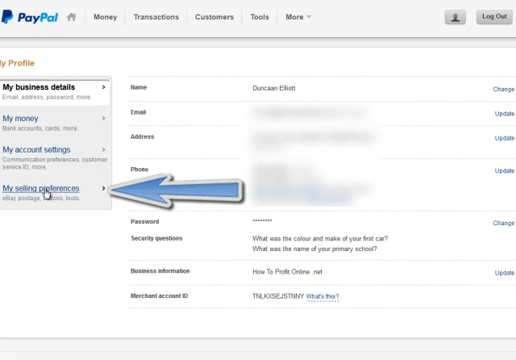 PayPal Money Transactions Customers Tools More Log Out
My Profile
My business details
Email, address, password, more.
My money
Bank accounts, cards, more.
My account settings
Communication preferences, customer
service ID, more.
My selling preferences
eBay, postage, tools.
Name Duncaan Elliott Change
Email Update
Address Update
Phone Update
Password ******** Change
Security questions What was the colour and make of your first car?
What was the name of your primary school?
Business information How To Profit Online .net Update
Merchant account ID TNLKXSEJSTNNY What's this?